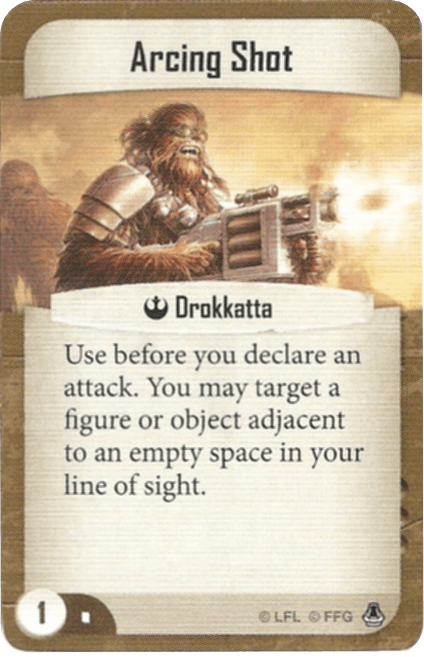 Arcing Shot
Drokkatta
Use before you declare an
attack. You may target a
figure or object adjacent
to an empty space in your
line of sight.
1
© LFL © FFG